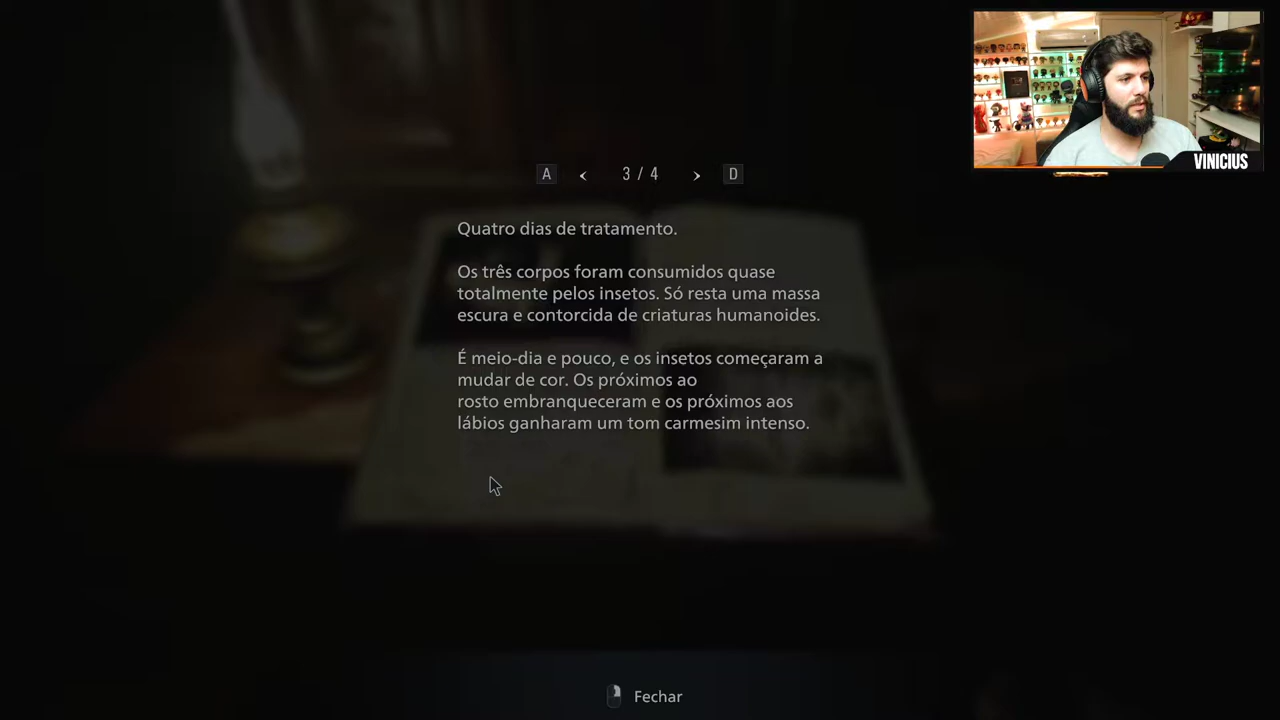 VINICIUS
A < 3 / 4 > D
Quatro dias de tratamento.
Os três corpos foram consumidos quase
totalmente pelos insetos. Só resta uma massa
escura e contorcida de criaturas humanoides.
É meio-dia e pouco, e os insetos começaram a
mudar de cor. Os próximos ao
rosto embranqueceram e os próximos aos
lábios ganharam um tom carmesim intenso.
Fechar